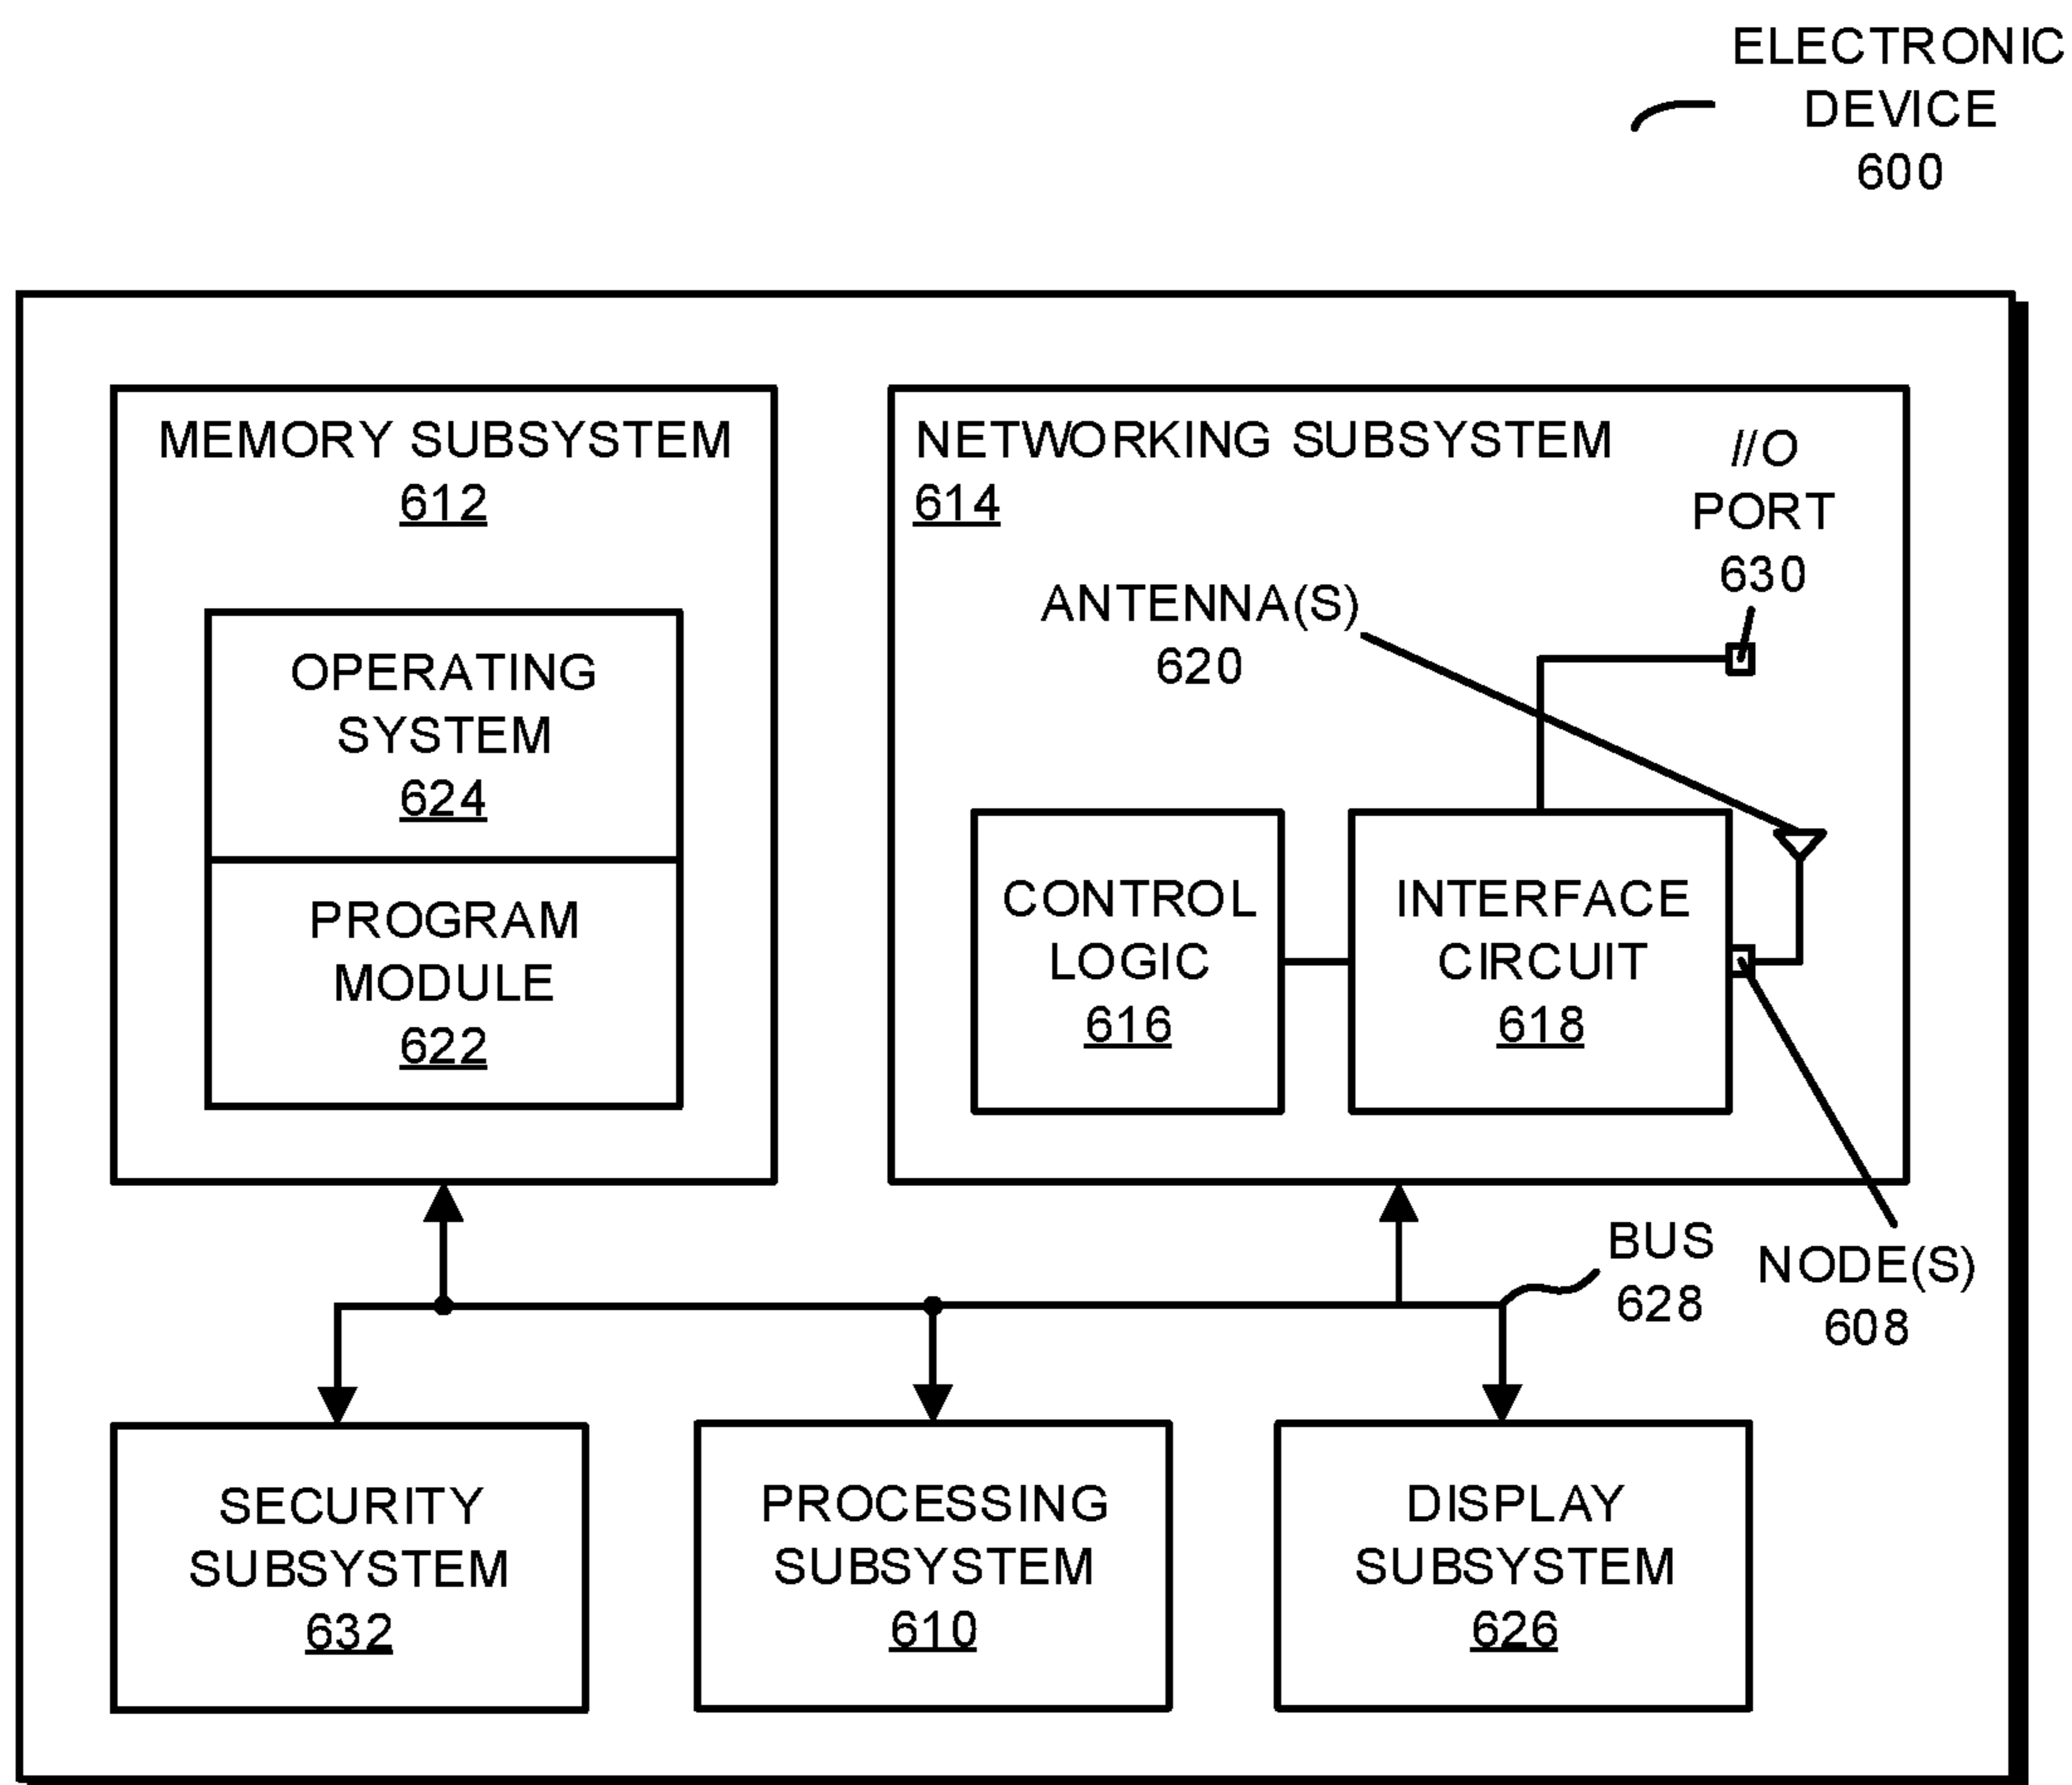 ELECTRONIC
DEVICE
600
MEMORY SUBSYSTEM
612
OPERATING
SYSTEM
624
PROGRAM
MODULE
622
NETWORKING SUBSYSTEM
614
I/O
PORT
630
ANTENNA(S)
620
CONTROL
LOGIC
616
INTERFACE
CIRCUIT
618
BUS
628
NODE(S)
608
SECURITY
SUBSYSTEM
632
PROCESSING
SUBSYSTEM
610
DISPLAY
SUBSYSTEM
626